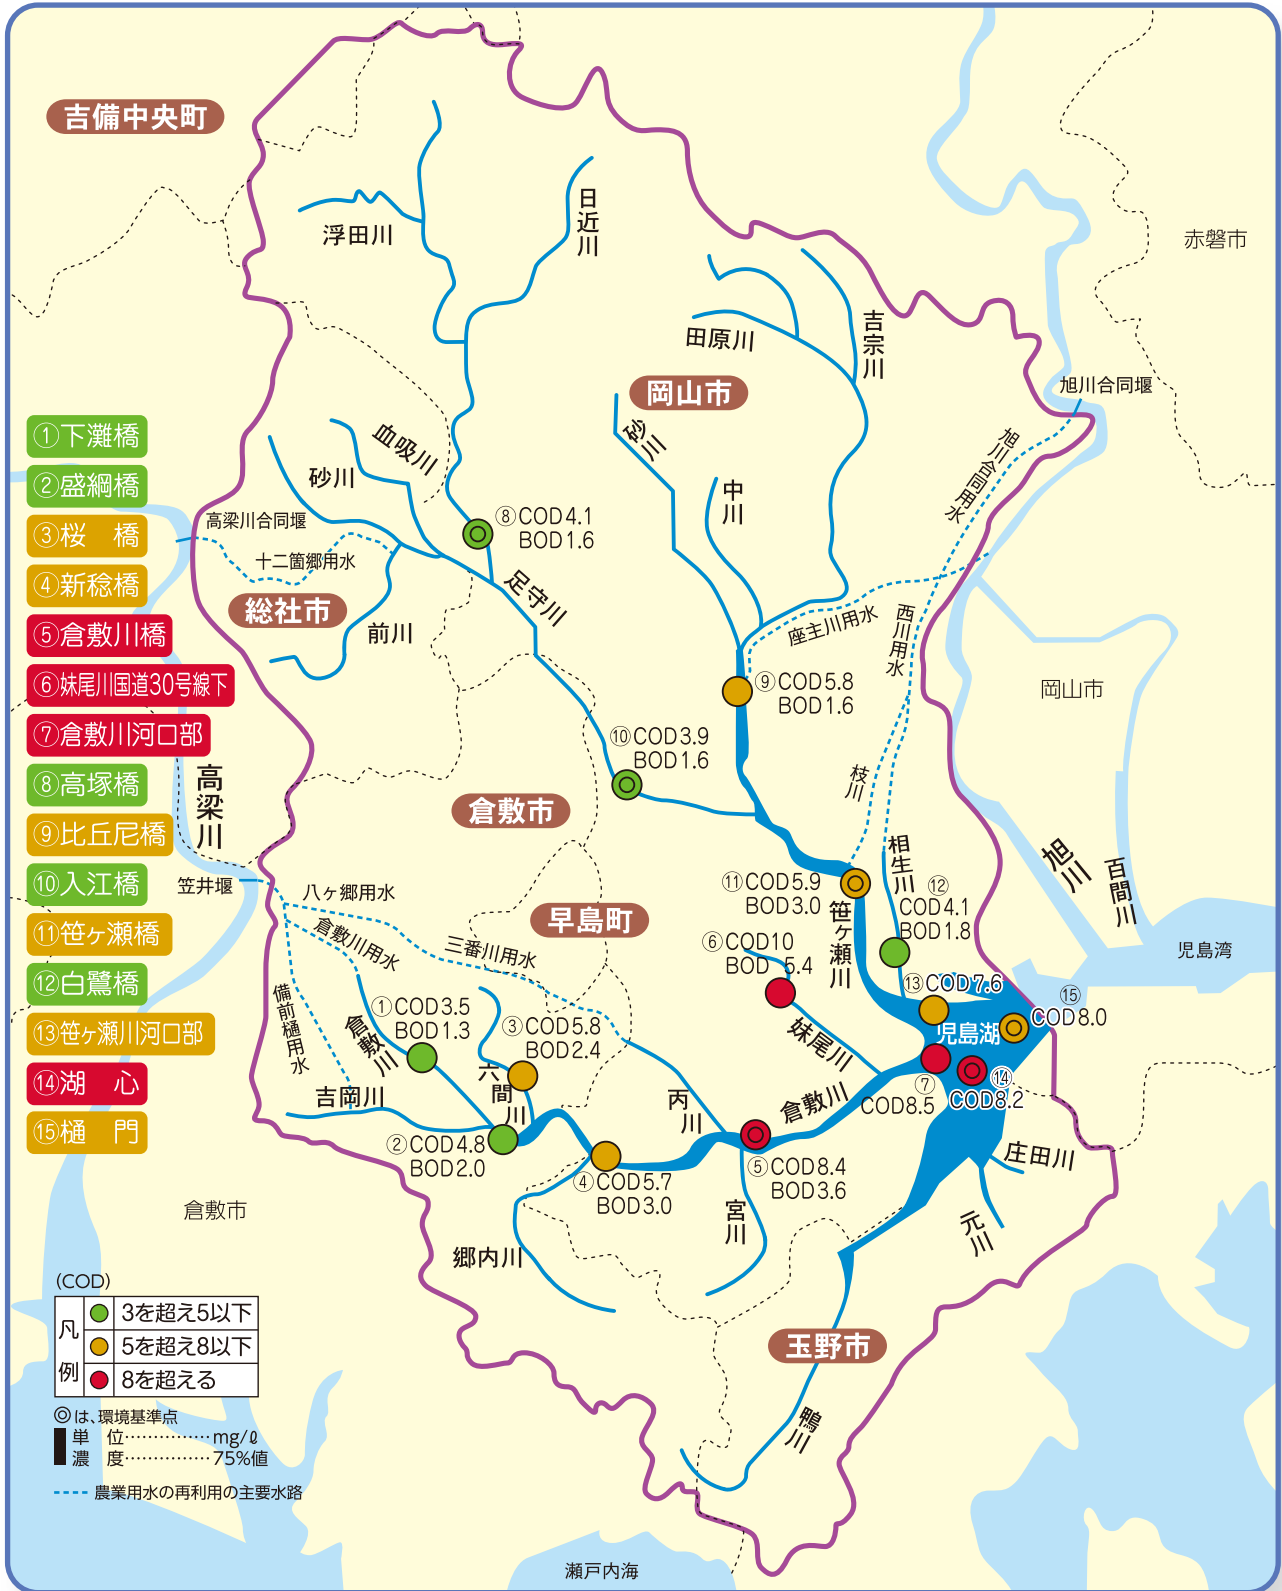 吉備中央町
浮田川
日近川
赤磐市
田原川
吉宗川
岡山市
旭川合同堰
砂川
血吸川
砂川
中川
旭川合同用水
高梁川合同堰
十二箇郷用水
⑧COD4.1
BOD1.6
足守川
総社市
前川
座主川用水
西川用水
岡山市
⑨COD5.8
BOD1.6
⑩COD3.9
BOD1.6
枝川
①下灘橋
②盛綱橋
③桜　橋
④新稔橋
⑤倉敷川橋
⑥妹尾川国道30号線下
⑦倉敷川河口部
⑧高塚橋
⑨比丘尼橋
⑩入江橋
⑪笹ヶ瀬橋
⑫白鷺橋
⑬笹ヶ瀬川河口部
⑭湖　心
⑮樋　門
高梁川
倉敷市
相生川
旭川
百間川
笠井堰
八ヶ郷用水
倉敷川用水
三番川用水
早島町
⑪COD5.9
BOD3.0
笹ヶ瀬川
⑫
COD4.1
BOD1.8
⑥COD10
BOD 5.4
児島湾
備前樋用水
①COD3.5
BOD1.3
倉敷川
③COD5.8
BOD2.4
六間川
妹尾川
⑬COD7.6
⑮
COD8.0
児島湖
⑭
COD8.2
⑦
COD8.5
吉岡川
丙川
倉敷川
②COD4.8
BOD2.0
④COD5.7
BOD3.0
⑤COD8.4
BOD3.6
庄田川
元川
宮川
郷内川
倉敷市
玉野市
鴨川
(COD)
凡例
3を超え5以下
5を超え8以下
8を超える
◎は、環境基準点
単　位……………mg/ℓ
濃　度……………75%値
農業用水の再利用の主要水路
瀬戸内海